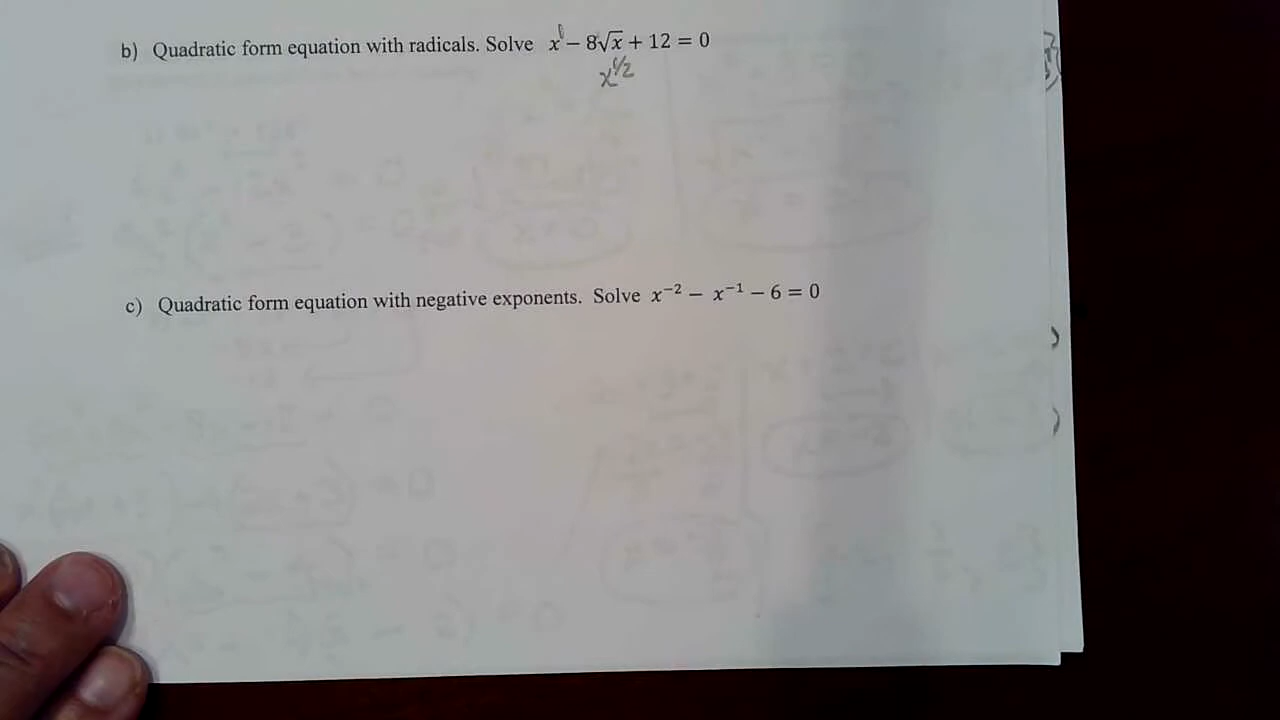 b) Quadratic form equation with radicals. Solve x¹ − 8√x + 12 = 0
x^1/2
c) Quadratic form equation with negative exponents. Solve x⁻² − x⁻¹ − 6 = 0